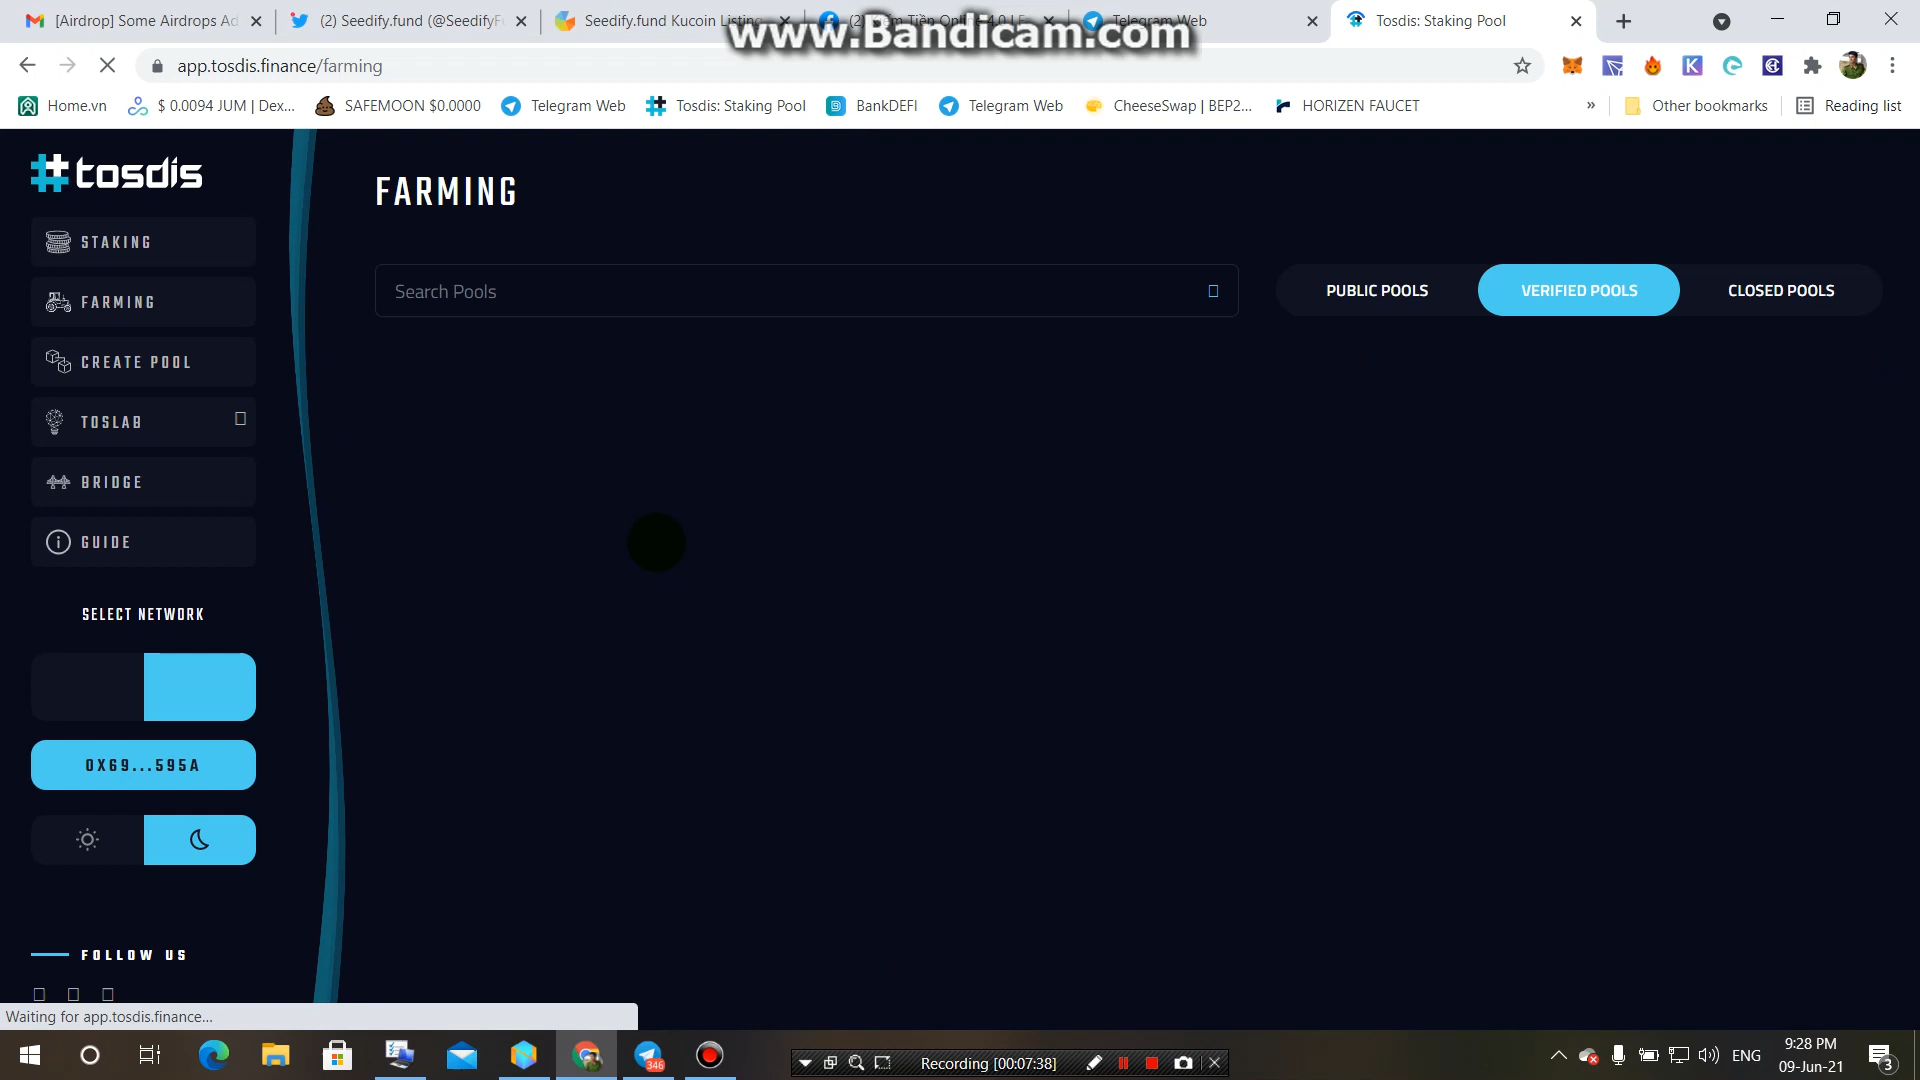 [Airdrop] Some Airdrops Ad
(2) Seedify.fund (@SeedifyFu
Seedify.fund Kucoin Listing
Telegram Web
Tosdis: Staking Pool
www.Bandicam.com
app.tosdis.finance/farming
Home.vn
$ 0.0094 JUM | Dex...
SAFEMOON $0.0000
Telegram Web
Tosdis: Staking Pool
BankDEFI
Telegram Web
CheeseSwap | BEP2...
HORIZEN FAUCET
»
Other bookmarks
Reading list
tosdis
FARMING
STAKING
FARMING
CREATE POOL
TOSLAB
BRIDGE
GUIDE
Search Pools
PUBLIC POOLS
VERIFIED POOLS
CLOSED POOLS
SELECT NETWORK
0X69...595A
FOLLOW US
Waiting for app.tosdis.finance...
346
Recording [00:07:38]
ENG
9:28 PM
09-Jun-21
3